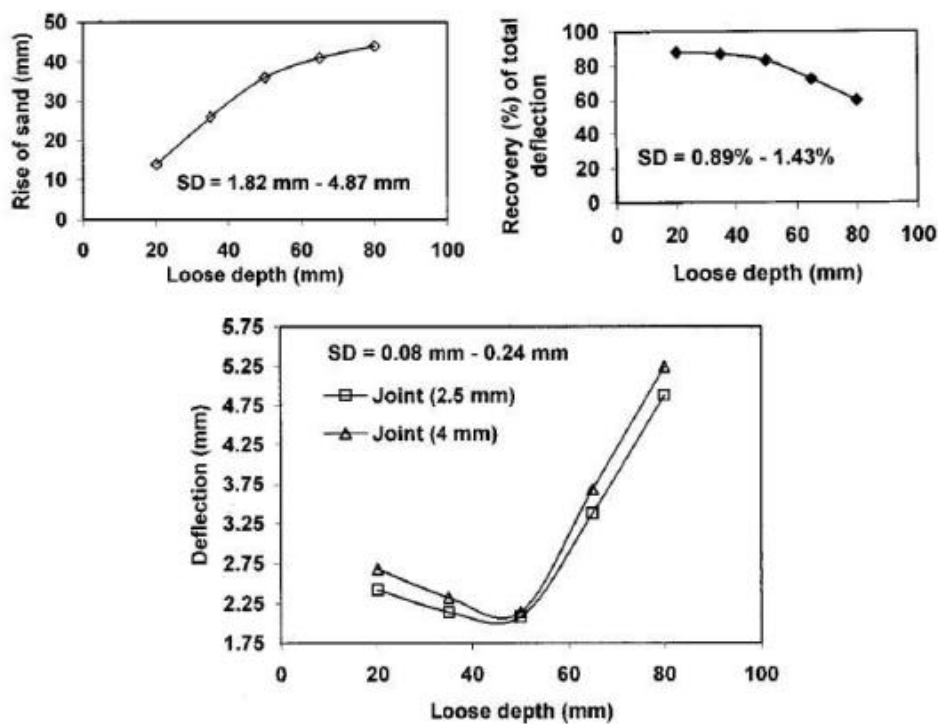 50
40
30
20
10
0
Rise of sand (mm)
SD = 1.82 mm - 4.87 mm
0 20 40 60 80 100
Loose depth (mm)
100
80
60
40
20
0
Recovery (%) of total
deflection
SD = 0.89% - 1.43%
0 20 40 60 80 100
Loose depth (mm)
5.75
5.25
4.75
4.25
3.75
3.25
2.75
2.25
1.75
Deflection (mm)
SD = 0.08 mm - 0.24 mm
Joint (2.5 mm)
Joint (4 mm)
0 20 40 60 80 100
Loose depth (mm)